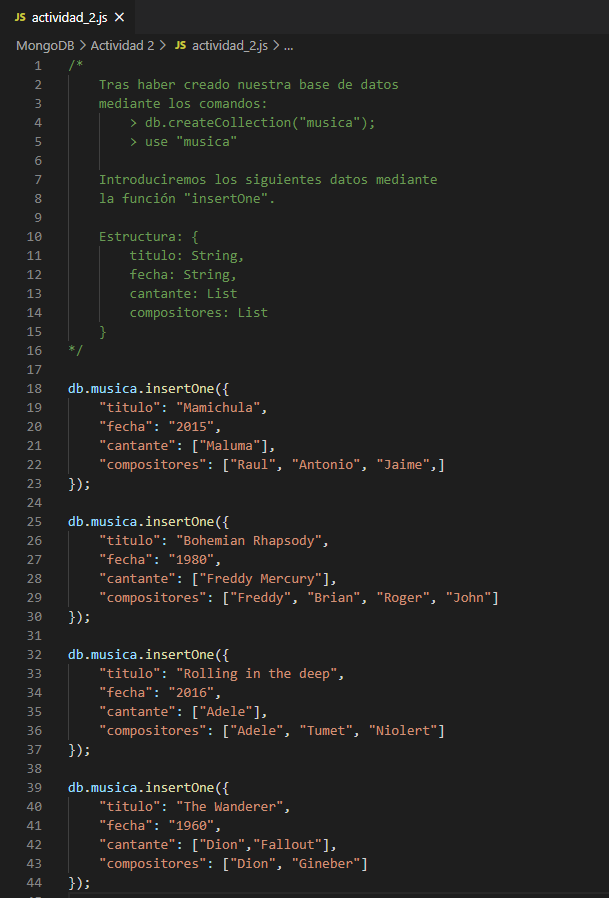 JS actividad_2.js ×
MongoDB > Actividad 2 > JS actividad_2.js > ...
1 /*
2 Tras haber creado nuestra base de datos
3 mediante los comandos:
4 > db.createCollection("musica");
5 > use "musica"
6
7 Introduciremos los siguientes datos mediante
8 la función "insertOne".
9
10 Estructura: {
11 titulo: String,
12 fecha: String,
13 cantante: List
14 compositores: List
15 }
16 */
17
18 db.musica.insertOne({
19 "titulo": "Mamichula",
20 "fecha": "2015",
21 "cantante": ["Maluma"],
22 "compositores": ["Raul", "Antonio", "Jaime",]
23 });
24
25 db.musica.insertOne({
26 "titulo": "Bohemian Rhapsody",
27 "fecha": "1980",
28 "cantante": ["Freddy Mercury"],
29 "compositores": ["Freddy", "Brian", "Roger", "John"]
30 });
31
32 db.musica.insertOne({
33 "titulo": "Rolling in the deep",
34 "fecha": "2016",
35 "cantante": ["Adele"],
36 "compositores": ["Adele", "Tumet", "Niolert"]
37 });
38
39 db.musica.insertOne({
40 "titulo": "The Wanderer",
41 "fecha": "1960",
42 "cantante": ["Dion","Fallout"],
43 "compositores": ["Dion", "Gineber"]
44 });